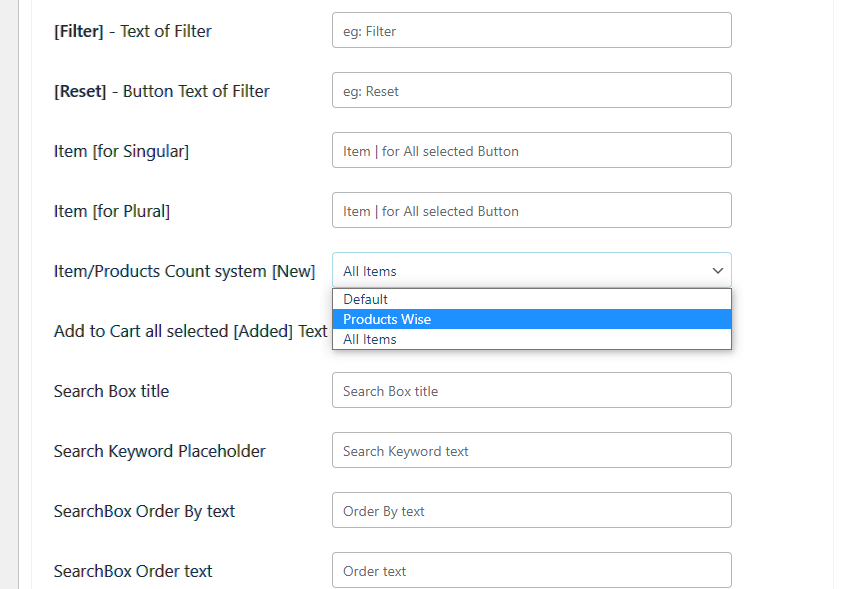 [Filter] - Text of Filter
eg: Filter
[Reset] - Button Text of Filter
eg: Reset
Item [for Singular]
Item | for All selected Button
Item [for Plural]
Item | for All selected Button
Item/Products Count system [New]
All Items
Default
Products Wise
All Items
Add to Cart all selected [Added] Text
Search Box title
Search Box title
Search Keyword Placeholder
Search Keyword text
SearchBox Order By text
Order By text
SearchBox Order text
Order text